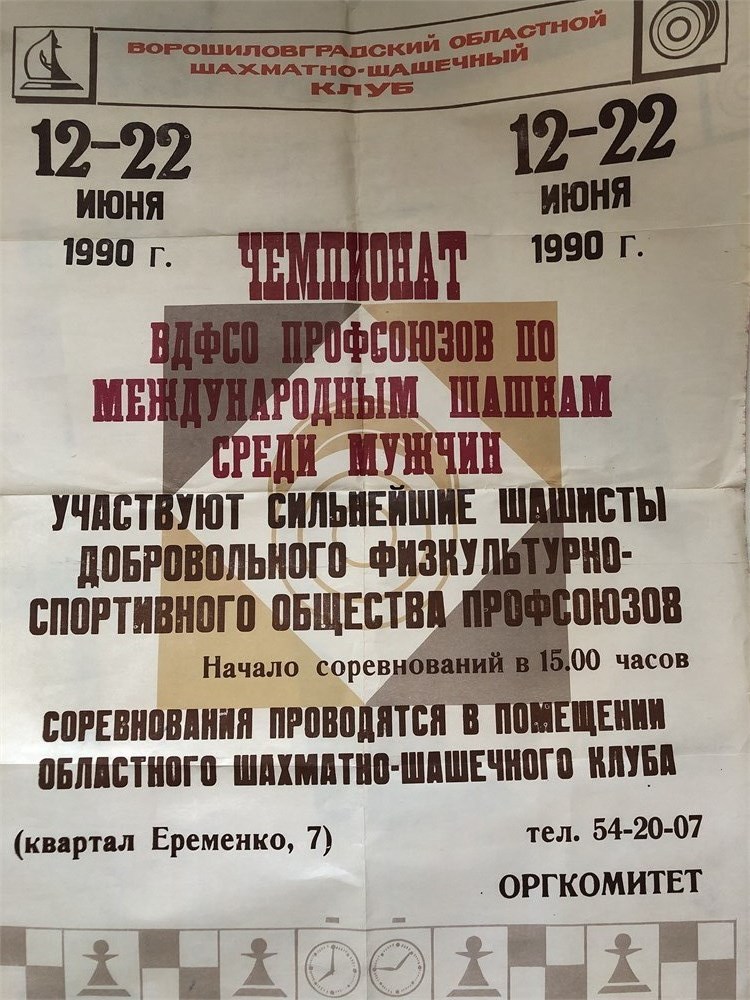 ВОРОШИЛОВГРАДСКИЙ ОБЛАСТНОЙ
ШАХМАТНО-ШАШЕЧНЫЙ
КЛУБ
12–22
ИЮНЯ
1990 г.
12–22
ИЮНЯ
1990 г.
ЧЕМПИОНАТ
ВДФСО ПРОФСОЮЗОВ ПО
МЕЖДУНАРОДНЫМ ШАШКАМ
СРЕДИ МУЖЧИН
УЧАСТВУЮТ СИЛЬНЕЙШИЕ ШАШИСТЫ
ДОБРОВОЛЬНОГО ФИЗКУЛЬТУРНО-
СПОРТИВНОГО ОБЩЕСТВА ПРОФСОЮЗОВ
Начало соревнований в 15.00 часов
СОРЕВНОВАНИЯ ПРОВОДЯТСЯ В ПОМЕЩЕНИИ
ОБЛАСТНОГО ШАХМАТНО-ШАШЕЧНОГО КЛУБА
(квартал Еременко, 7)
тел. 54-20-07
ОРГКОМИТЕТ